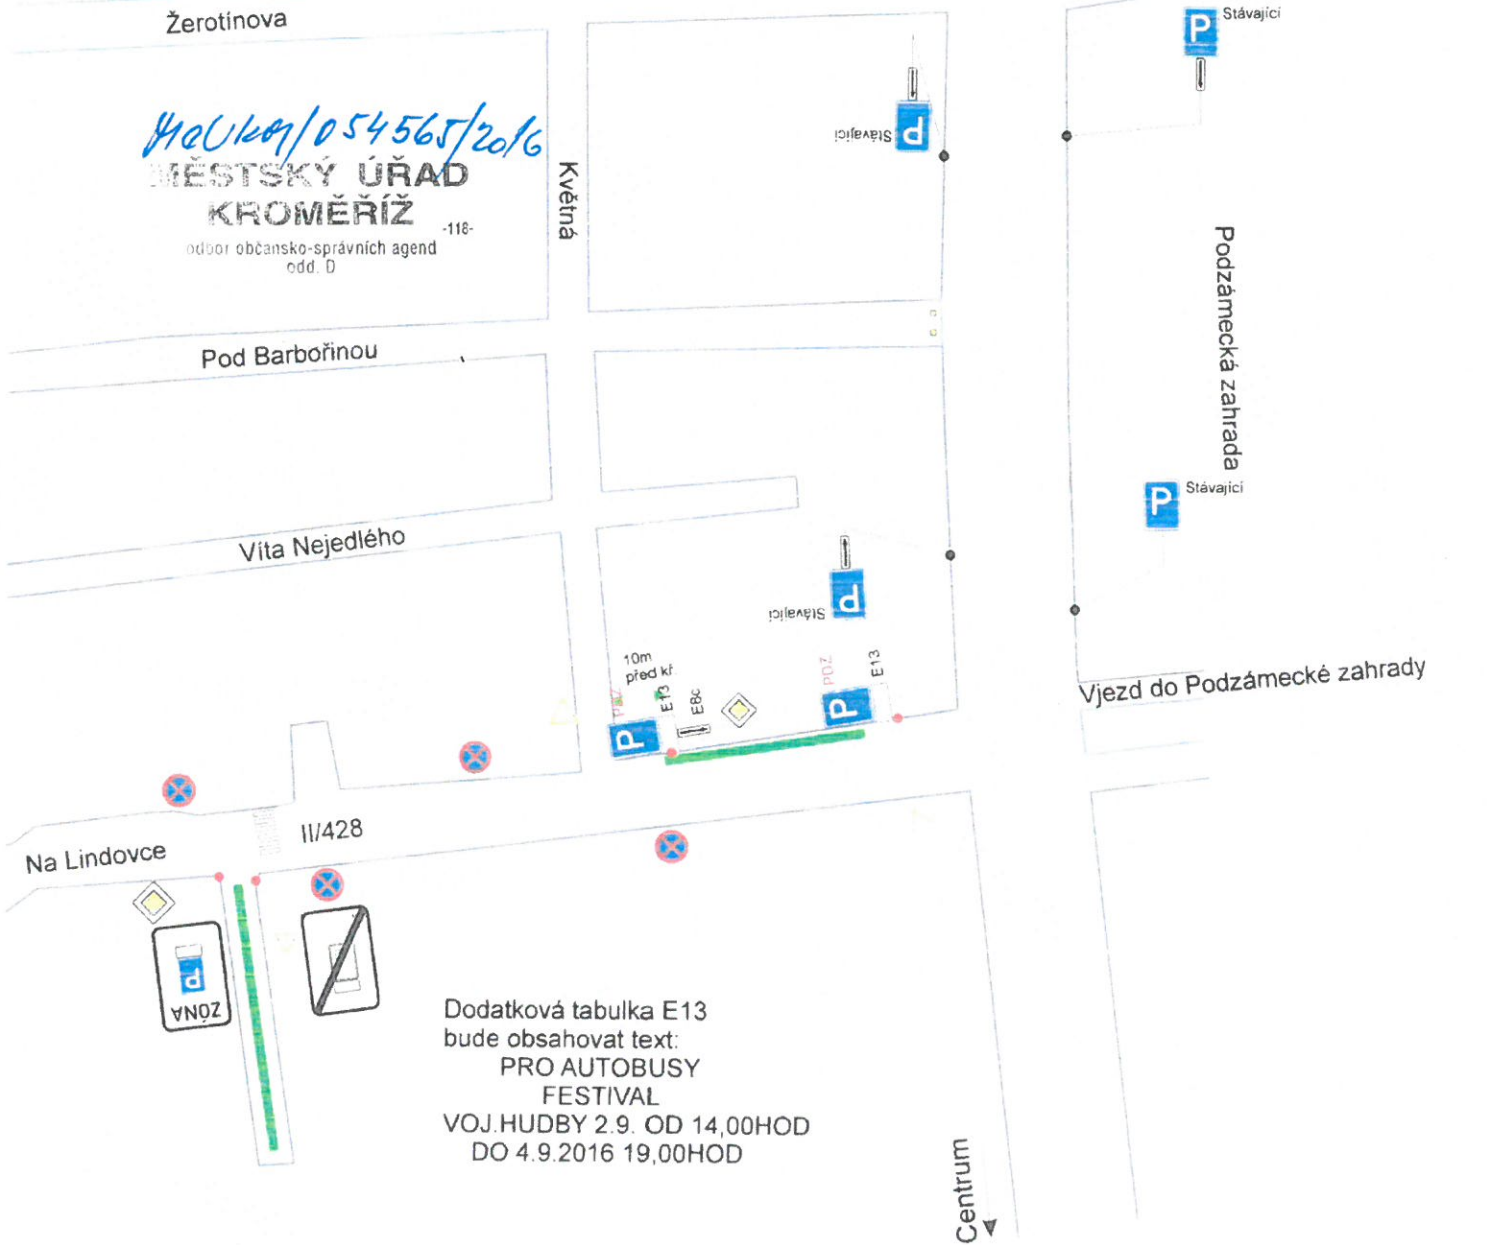 Žerotínova
Stávající
MeUkm/054565/2016
MĚSTSKÝ ÚŘAD
KROMĚŘÍŽ
-118-
odbor občansko-správních agend
odd. D
Květná
P
Stávající
P
Podzámecká zahrada
Pod Barbořinou
P
Stávající
Víta Nejedlého
P
Stávající
10m
před kř.
E13
E8c
PDZ
E13
P
P
Vjezd do Podzámecké zahrady
II/428
Na Lindovce
P
ZÓNA
Dodatková tabulka E13
bude obsahovat text:
PRO AUTOBUSY
FESTIVAL
VOJ.HUDBY 2.9. OD 14,00HOD
DO 4.9.2016 19,00HOD
Centrum